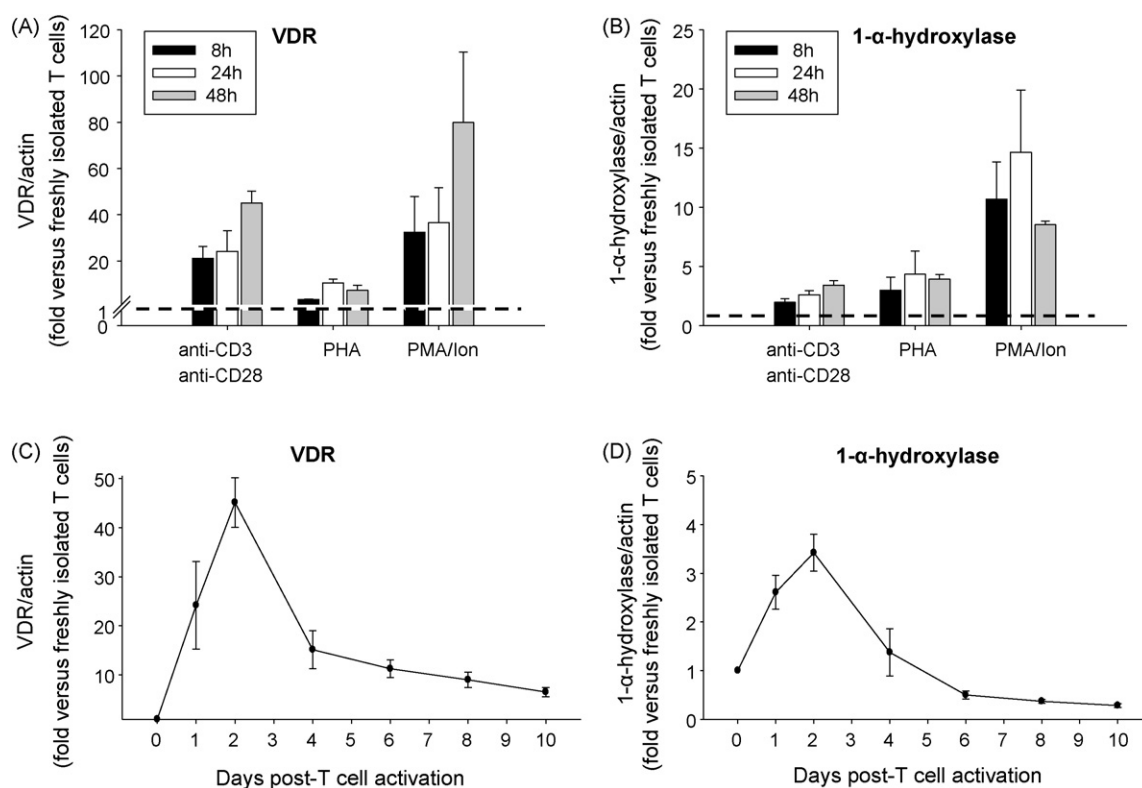 (A)
VDR
VDR/actin
(fold versus freshly isolated T cells)
120
100
80
60
40
20
1
0
8h
24h
48h
anti-CD3
anti-CD28
PHA
PMA/Ion
(B)
1-α-hydroxylase
1-α-hydroxylase/actin
(fold versus freshly isolated T cells)
25
20
15
10
5
0
8h
24h
48h
anti-CD3
anti-CD28
PHA
PMA/Ion
(C)
VDR
VDR/actin
(fold versus freshly isolated T cells)
50
40
30
20
10
0 1 2 3 4 5 6 7 8 9 10
Days post-T cell activation
(D)
1-α-hydroxylase
1-α-hydroxylase/actin
(fold versus freshly isolated T cells)
5
4
3
2
1
0
0 1 2 3 4 5 6 7 8 9 10
Days post-T cell activation